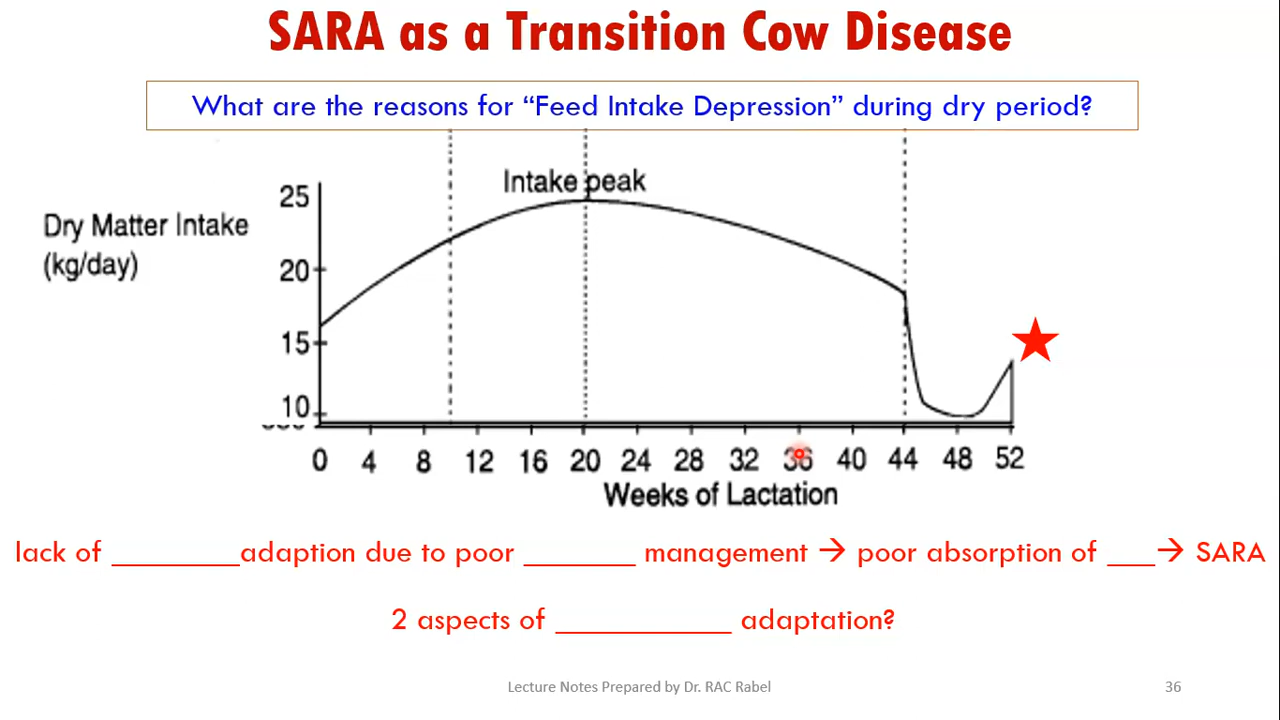 SARA as a Transition Cow Disease
What are the reasons for “Feed Intake Depression” during dry period?
Intake peak
Dry Matter Intake
(kg/day)
25
20
15
10
0 4 8 12 16 20 24 28 32 36 40 44 48 52
Weeks of Lactation
lack of ________adaption due to poor _______ management → poor absorption of ___→ SARA
2 aspects of ___________ adaptation?
Lecture Notes Prepared by Dr. RAC Rabel
36